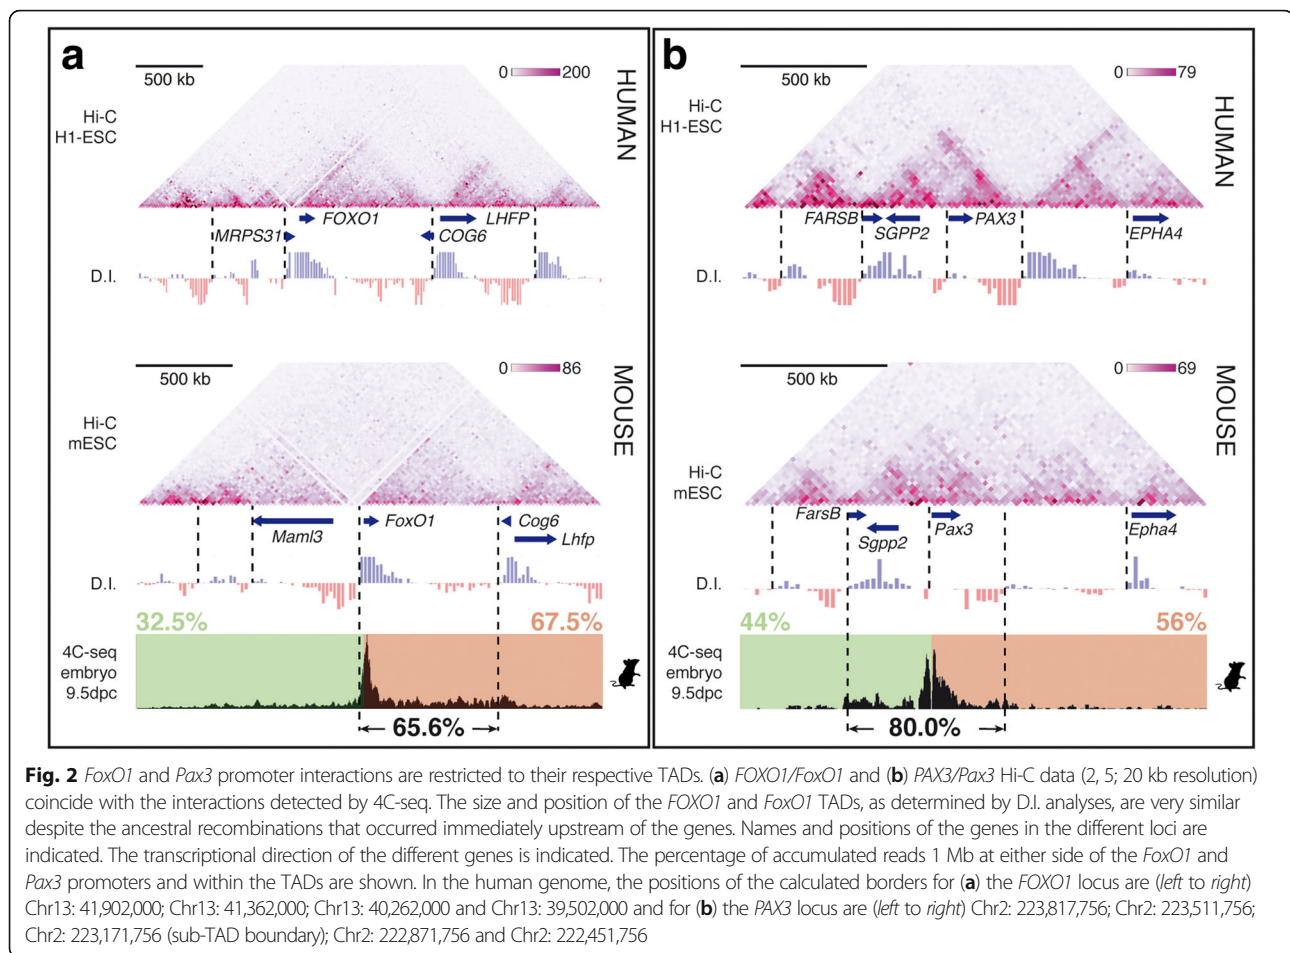 a
500 kb
0 200
Hi-C
H1-ESC
HUMAN
FOXO1
LHFP
MRPS31
COG6
D.I.
500 kb
0 86
Hi-C
mESC
MOUSE
FoxO1
Cog6
Maml3
Lhfp
D.I.
32.5%
67.5%
4C-seq
embryo
9.5dpc
65.6%
b
500 kb
0 79
Hi-C
H1-ESC
HUMAN
FARSB
PAX3
SGPP2
EPHA4
D.I.
500 kb
0 69
Hi-C
mESC
MOUSE
FarsB
Pax3
Epha4
Sgpp2
D.I.
44%
56%
4C-seq
embryo
9.5dpc
80.0%
Fig. 2 FoxO1 and Pax3 promoter interactions are restricted to their respective TADs. (a) FOXO1/FoxO1 and (b) PAX3/Pax3 Hi-C data (2, 5; 20 kb resolution)
coincide with the interactions detected by 4C-seq. The size and position of the FOXO1 and FoxO1 TADs, as determined by D.I. analyses, are very similar
despite the ancestral recombinations that occurred immediately upstream of the genes. Names and positions of the genes in the different loci are
indicated. The transcriptional direction of the different genes is indicated. The percentage of accumulated reads 1 Mb at either side of the FoxO1 and
Pax3 promoters and within the TADs are shown. In the human genome, the positions of the calculated borders for (a) the FOXO1 locus are (left to right)
Chr13: 41,902,000; Chr13: 41,362,000; Chr13: 40,262,000 and Chr13: 39,502,000 and for (b) the PAX3 locus are (left to right) Chr2: 223,817,756; Chr2: 223,511,756;
Chr2: 223,171,756 (sub-TAD boundary); Chr2: 222,871,756 and Chr2: 222,451,756